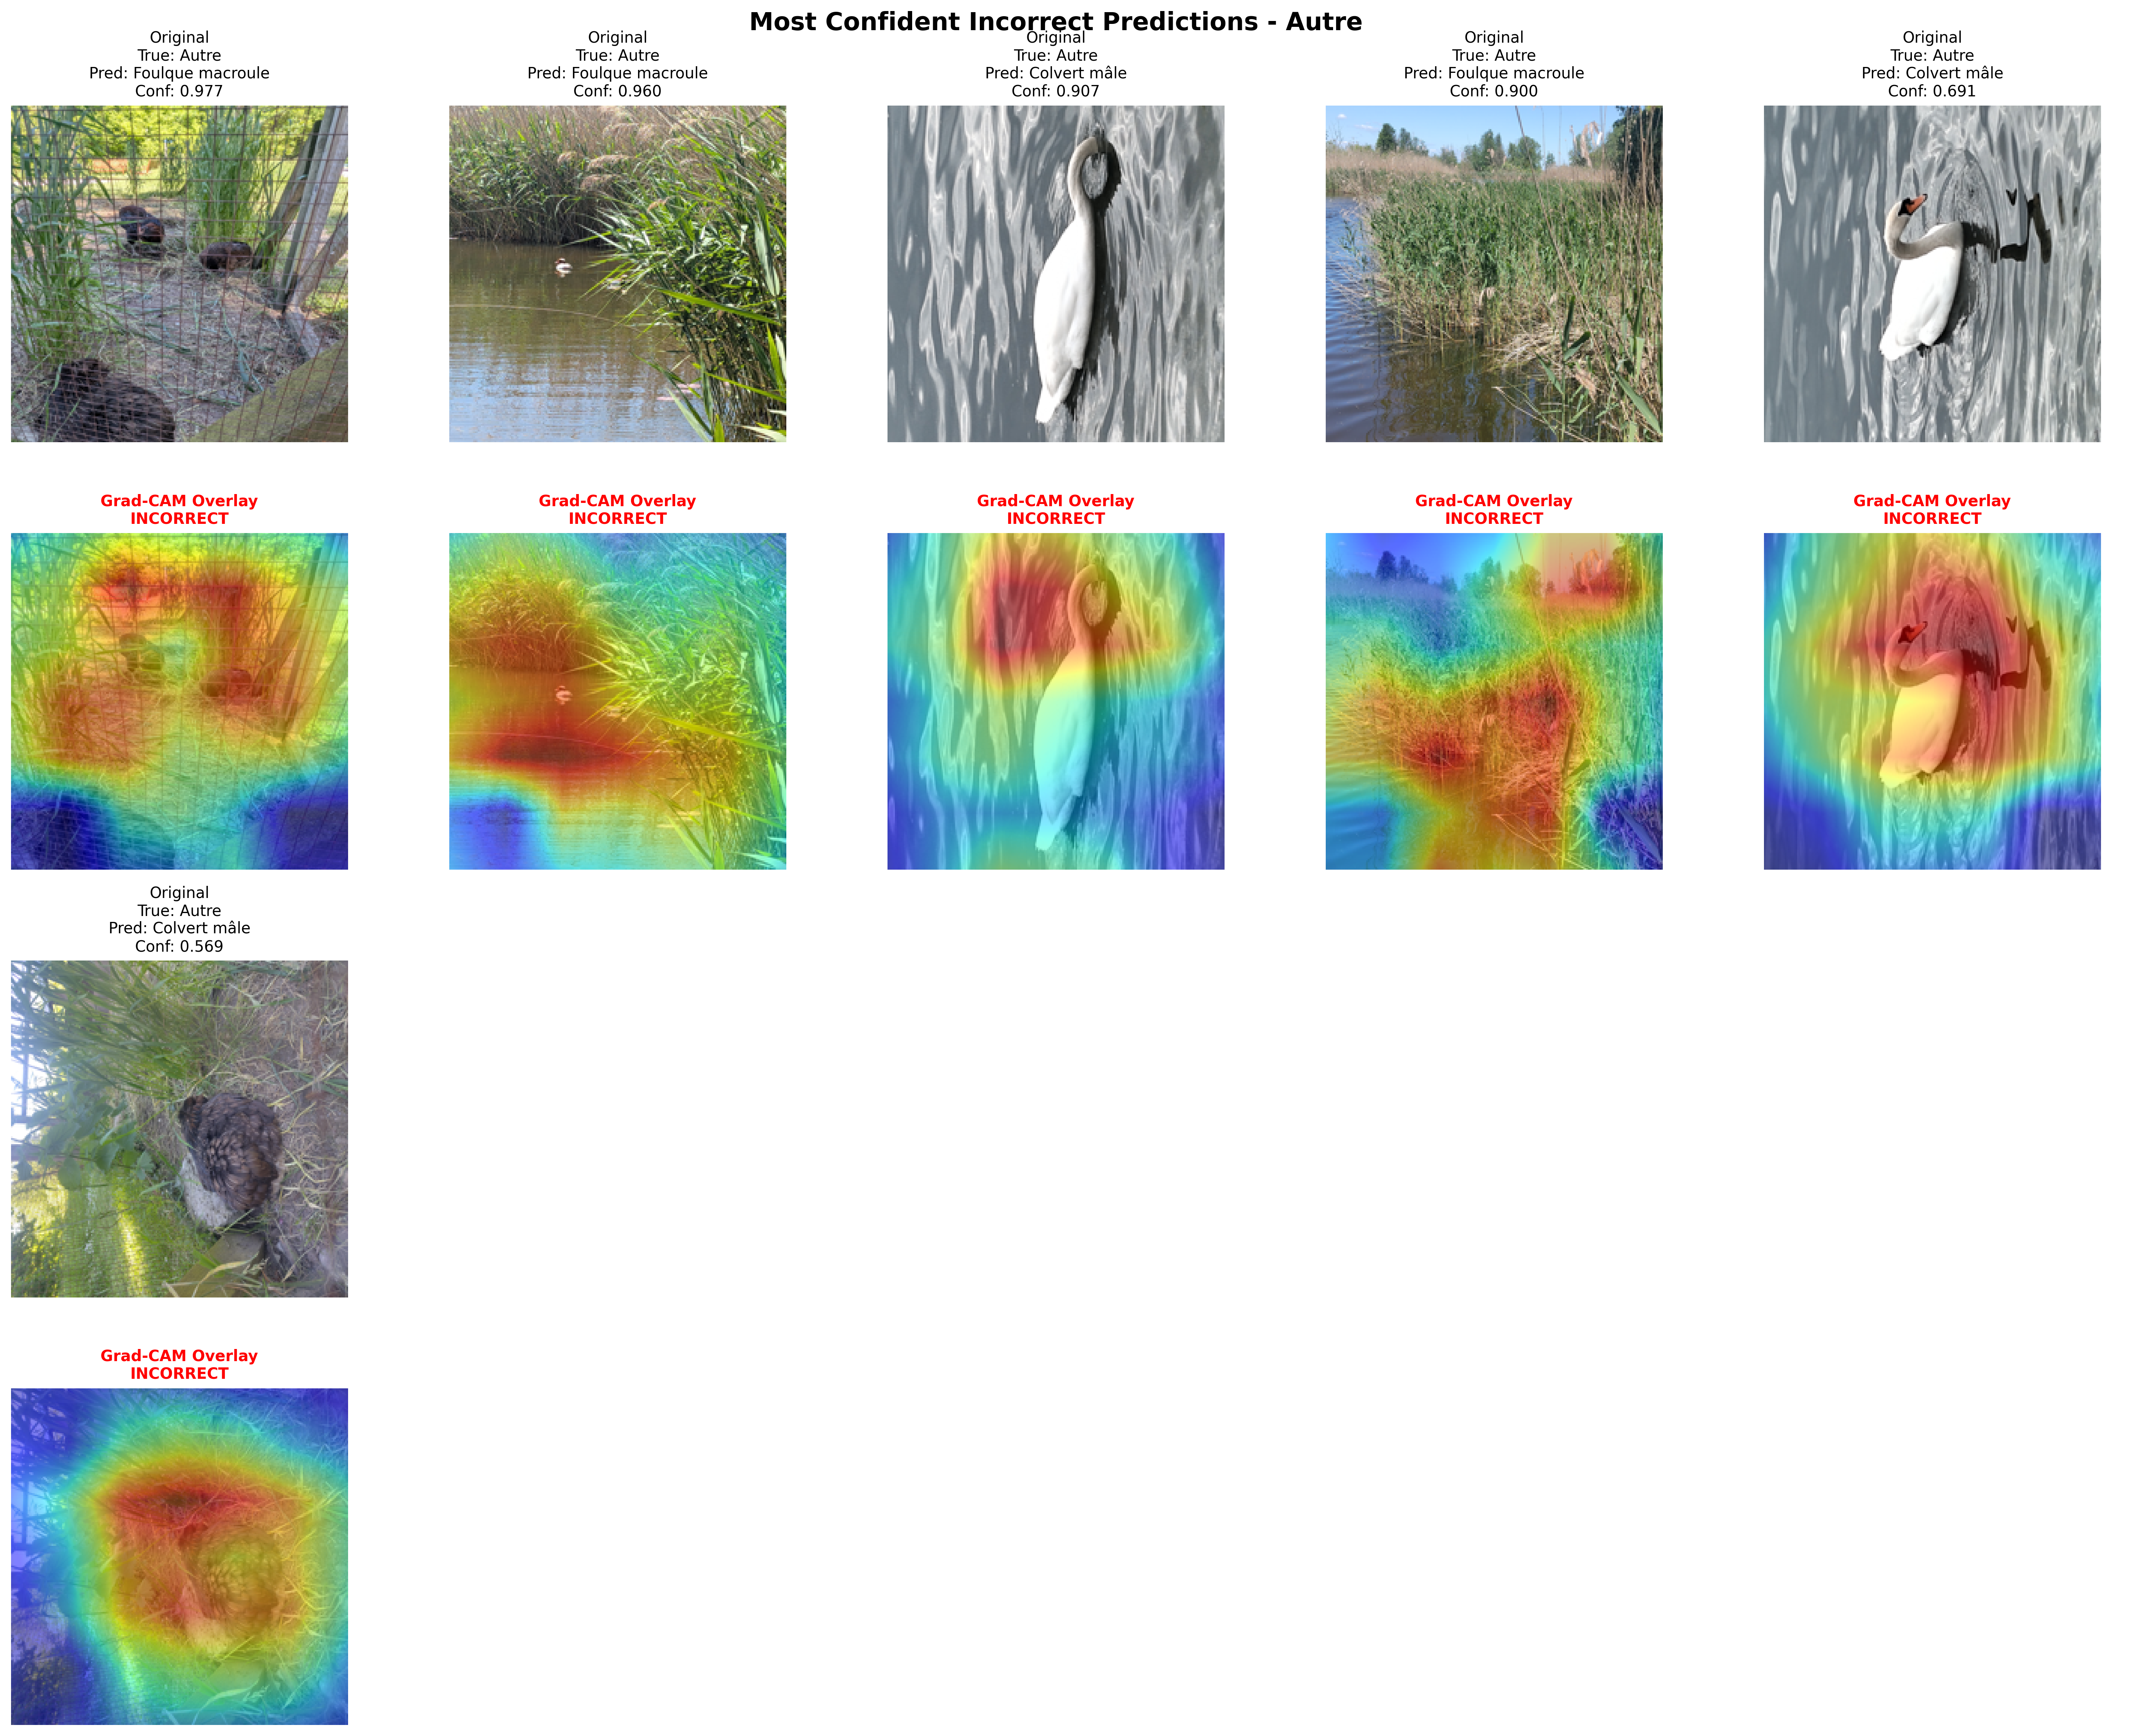 Most Confident Incorrect Predictions - Autre
Original
True: Autre
Pred: Foulque macroule
Conf: 0.977
Original
True: Autre
Pred: Foulque macroule
Conf: 0.960
Original
True: Autre
Pred: Colvert mâle
Conf: 0.907
Original
True: Autre
Pred: Foulque macroule
Conf: 0.900
Original
True: Autre
Pred: Colvert mâle
Conf: 0.691
Grad-CAM Overlay
INCORRECT
Grad-CAM Overlay
INCORRECT
Grad-CAM Overlay
INCORRECT
Grad-CAM Overlay
INCORRECT
Grad-CAM Overlay
INCORRECT
Original
True: Autre
Pred: Colvert mâle
Conf: 0.569
Grad-CAM Overlay
INCORRECT